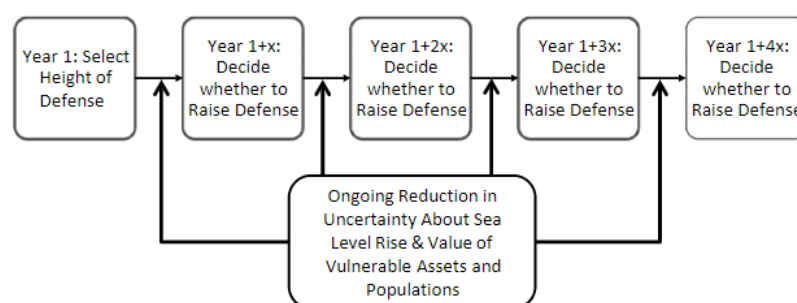 Year 1: Select
Height of
Defense
Year 1+x:
Decide
whether to
Raise Defense
Year 1+2x:
Decide
whether to
Raise Defense
Year 1+3x:
Decide
whether to
Raise Defense
Year 1+4x:
Decide
whether to
Raise Defense
Ongoing Reduction in
Uncertainty About Sea
Level Rise & Value of
Vulnerable Assets and
Populations